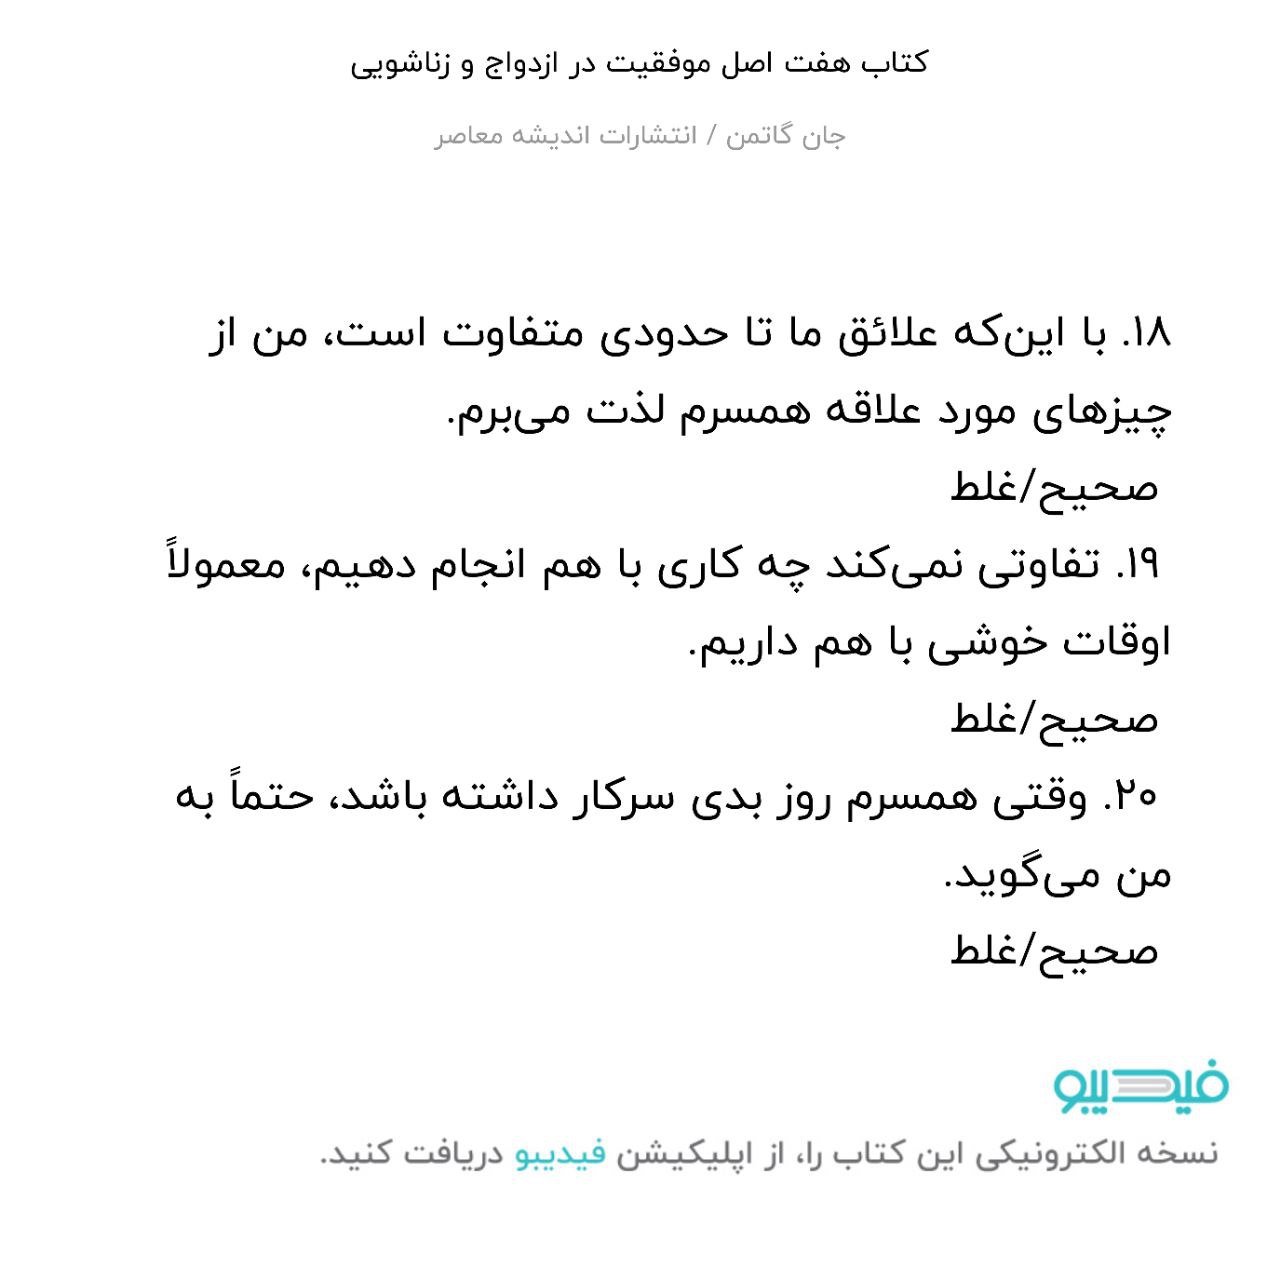 کتاب هفت اصل موفقیت در ازدواج و زناشویی
جان گاتمن / انتشارات اندیشه معاصر
۱۸. با این‌که علائق ما تا حدودی متفاوت است، من از
چیزهای مورد علاقه همسرم لذت می‌برم.
صحیح/غلط
۱۹. تفاوتی نمی‌کند چه کاری با هم انجام دهیم، معمولاً
اوقات خوشی با هم داریم.
صحیح/غلط
۲۰. وقتی همسرم روز بدی سرکار داشته باشد، حتماً به
من می‌گوید.
صحیح/غلط
فیدیبو
نسخه الکترونیکی این کتاب را، از اپلیکیشن فیدیبو دریافت کنید.